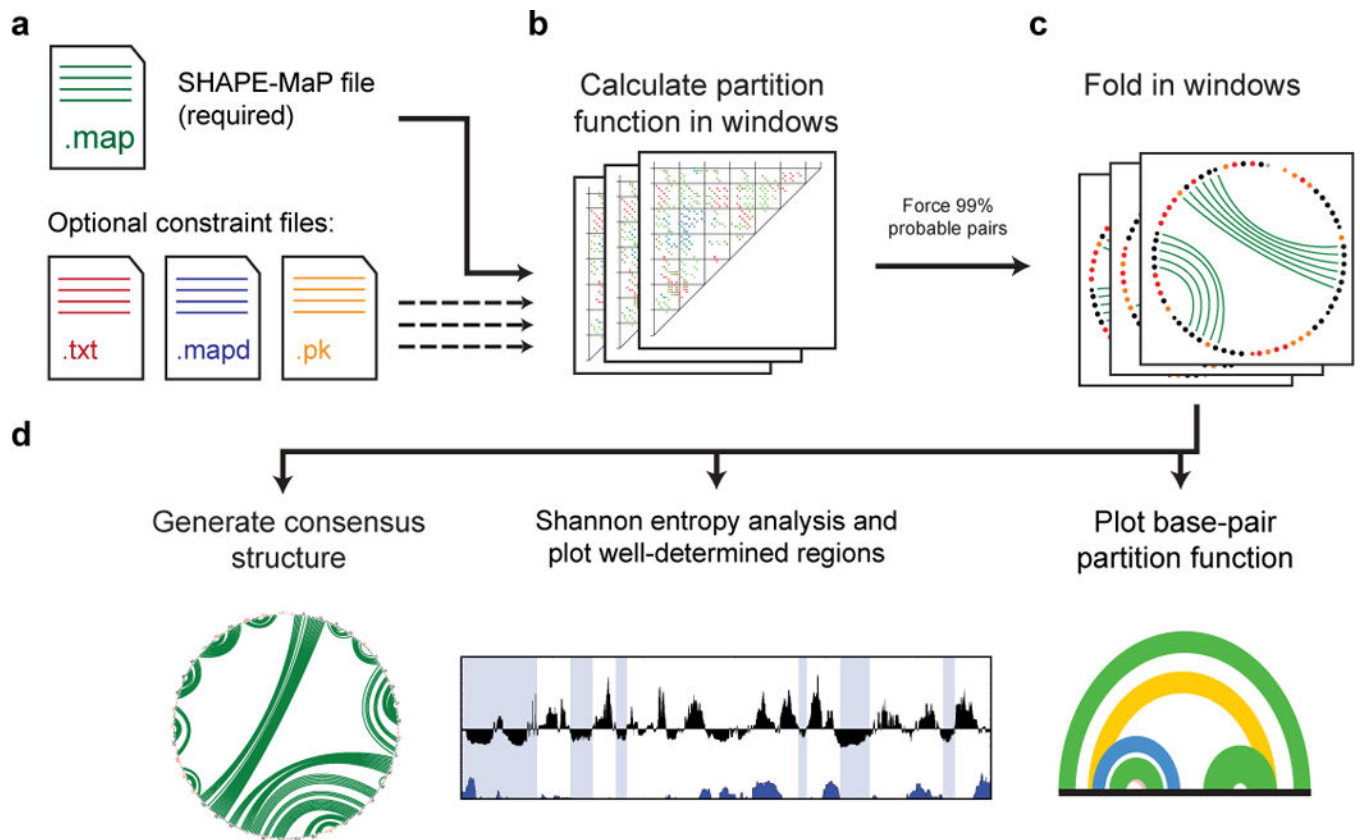 a
SHAPE-MaP file
(required)
.map
Optional constraint files:
.txt
.mapd
.pk
b
Calculate partition
function in windows
Force 99%
probable pairs
c
Fold in windows
d
Generate consensus
structure
Shannon entropy analysis and
plot well-determined regions
Plot base-pair
partition function